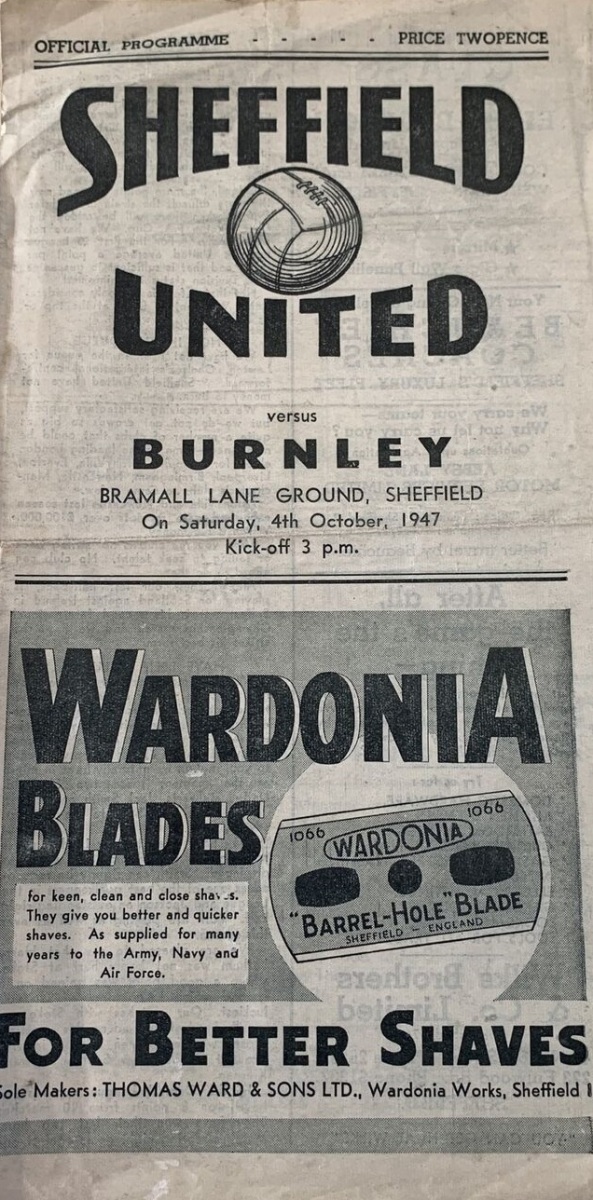 OFFICIAL PROGRAMME - - - - - PRICE TWOPENCE
SHEFFIELD
UNITED
versus
BURNLEY
BRAMALL LANE GROUND, SHEFFIELD
On Saturday, 4th October, 1947
Kick-off 3 p.m.
WARDONIA
BLADES
1066 1066
WARDONIA
"BARREL-HOLE" BLADE
SHEFFIELD - ENGLAND
for keen, clean and close shaves.
They give you better and quicker
shaves. As supplied for many
years to the Army, Navy and
Air Force.
FOR BETTER SHAVES
Sole Makers: THOMAS WARD & SONS LTD., Wardonia Works, Sheffield 1